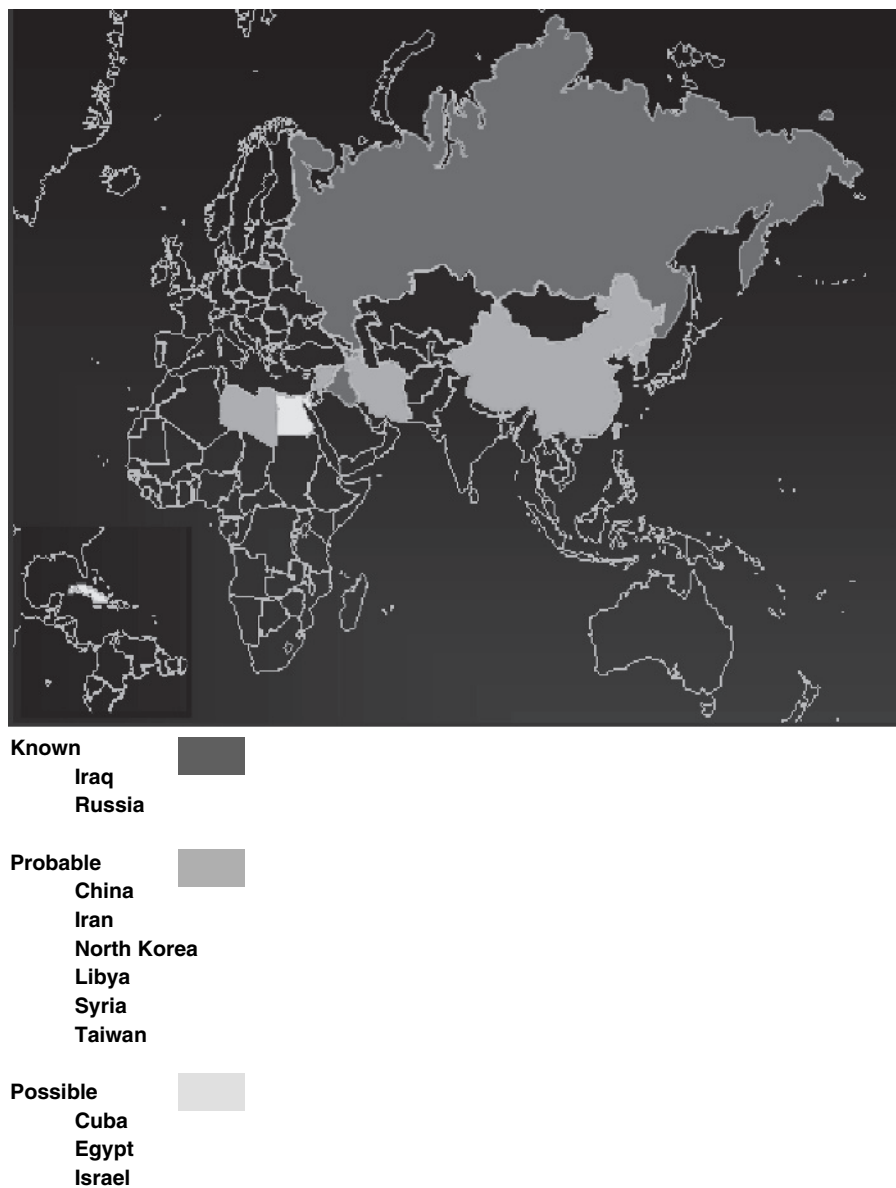 Known
Iraq
Russia
Probable
China
Iran
North Korea
Libya
Syria
Taiwan
Possible
Cuba
Egypt
Israel